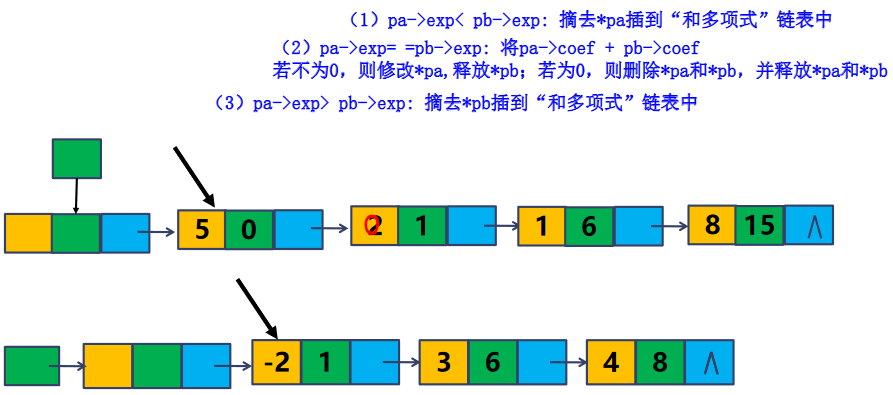 （1）pa->exp< pb->exp: 摘去*pa插到“和多项式”链表中
（2）pa->exp= =pb->exp: 将pa->coef + pb->coef
若不为0，则修改*pa,释放*pb；若为0，则删除*pa和*pb，并释放*pa和*pb
（3）pa->exp> pb->exp: 摘去*pb插到“和多项式”链表中
5 0 2 0 1 1 6 8 15 ⋀
-2 1 3 6 4 8 ⋀